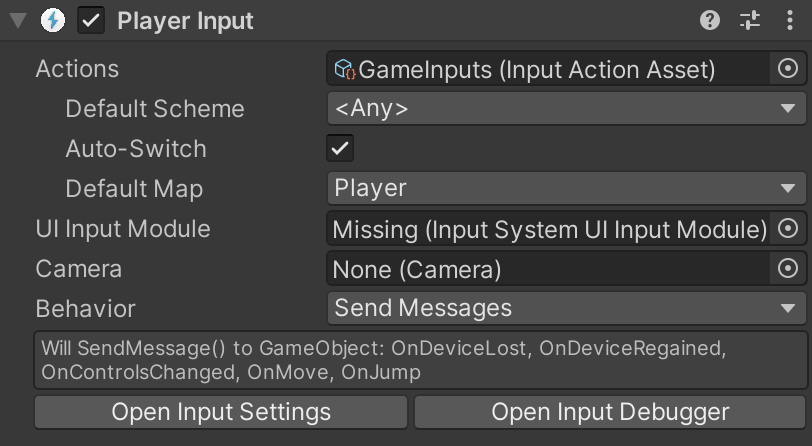 Player Input
Actions GameInputs (Input Action Asset)
Default Scheme <Any>
Auto-Switch
Default Map Player
UI Input Module Missing (Input System UI Input Module)
Camera None (Camera)
Behavior Send Messages
Will SendMessage() to GameObject: OnDeviceLost, OnDeviceRegained,
OnControlsChanged, OnMove, OnJump
Open Input Settings Open Input Debugger